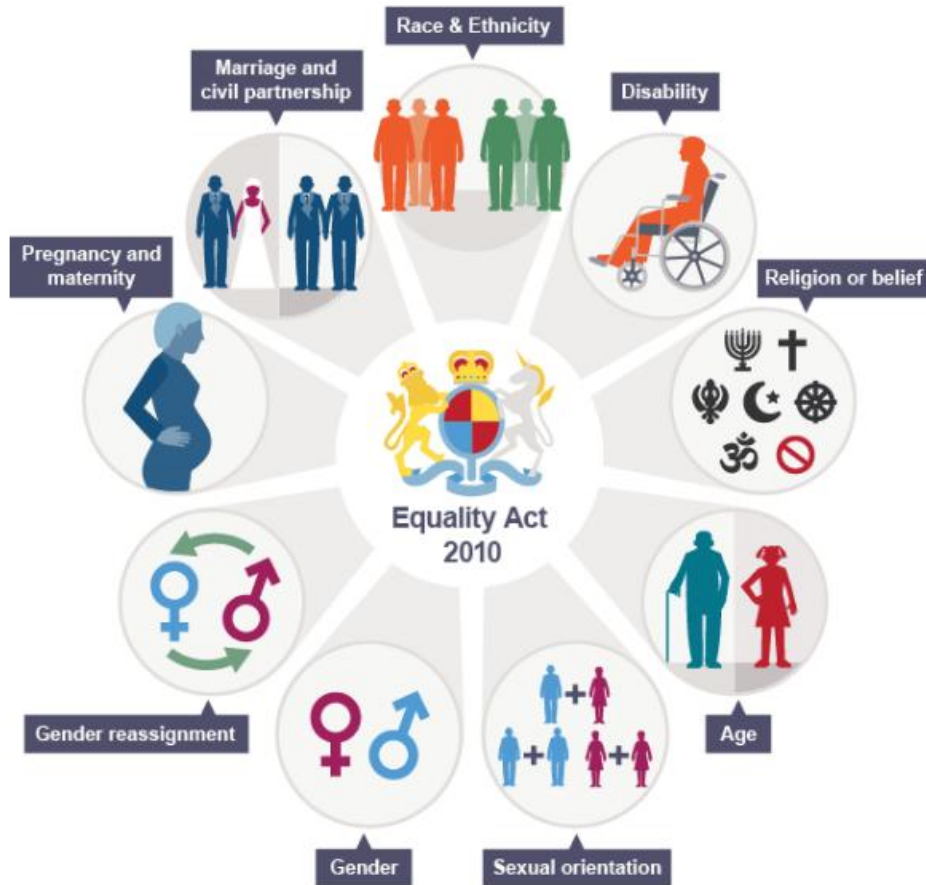 Race & Ethnicity
Marriage and
civil partnership
Disability
Pregnancy and
maternity
Religion or belief
Equality Act
2010
Gender reassignment
Age
Gender
Sexual orientation